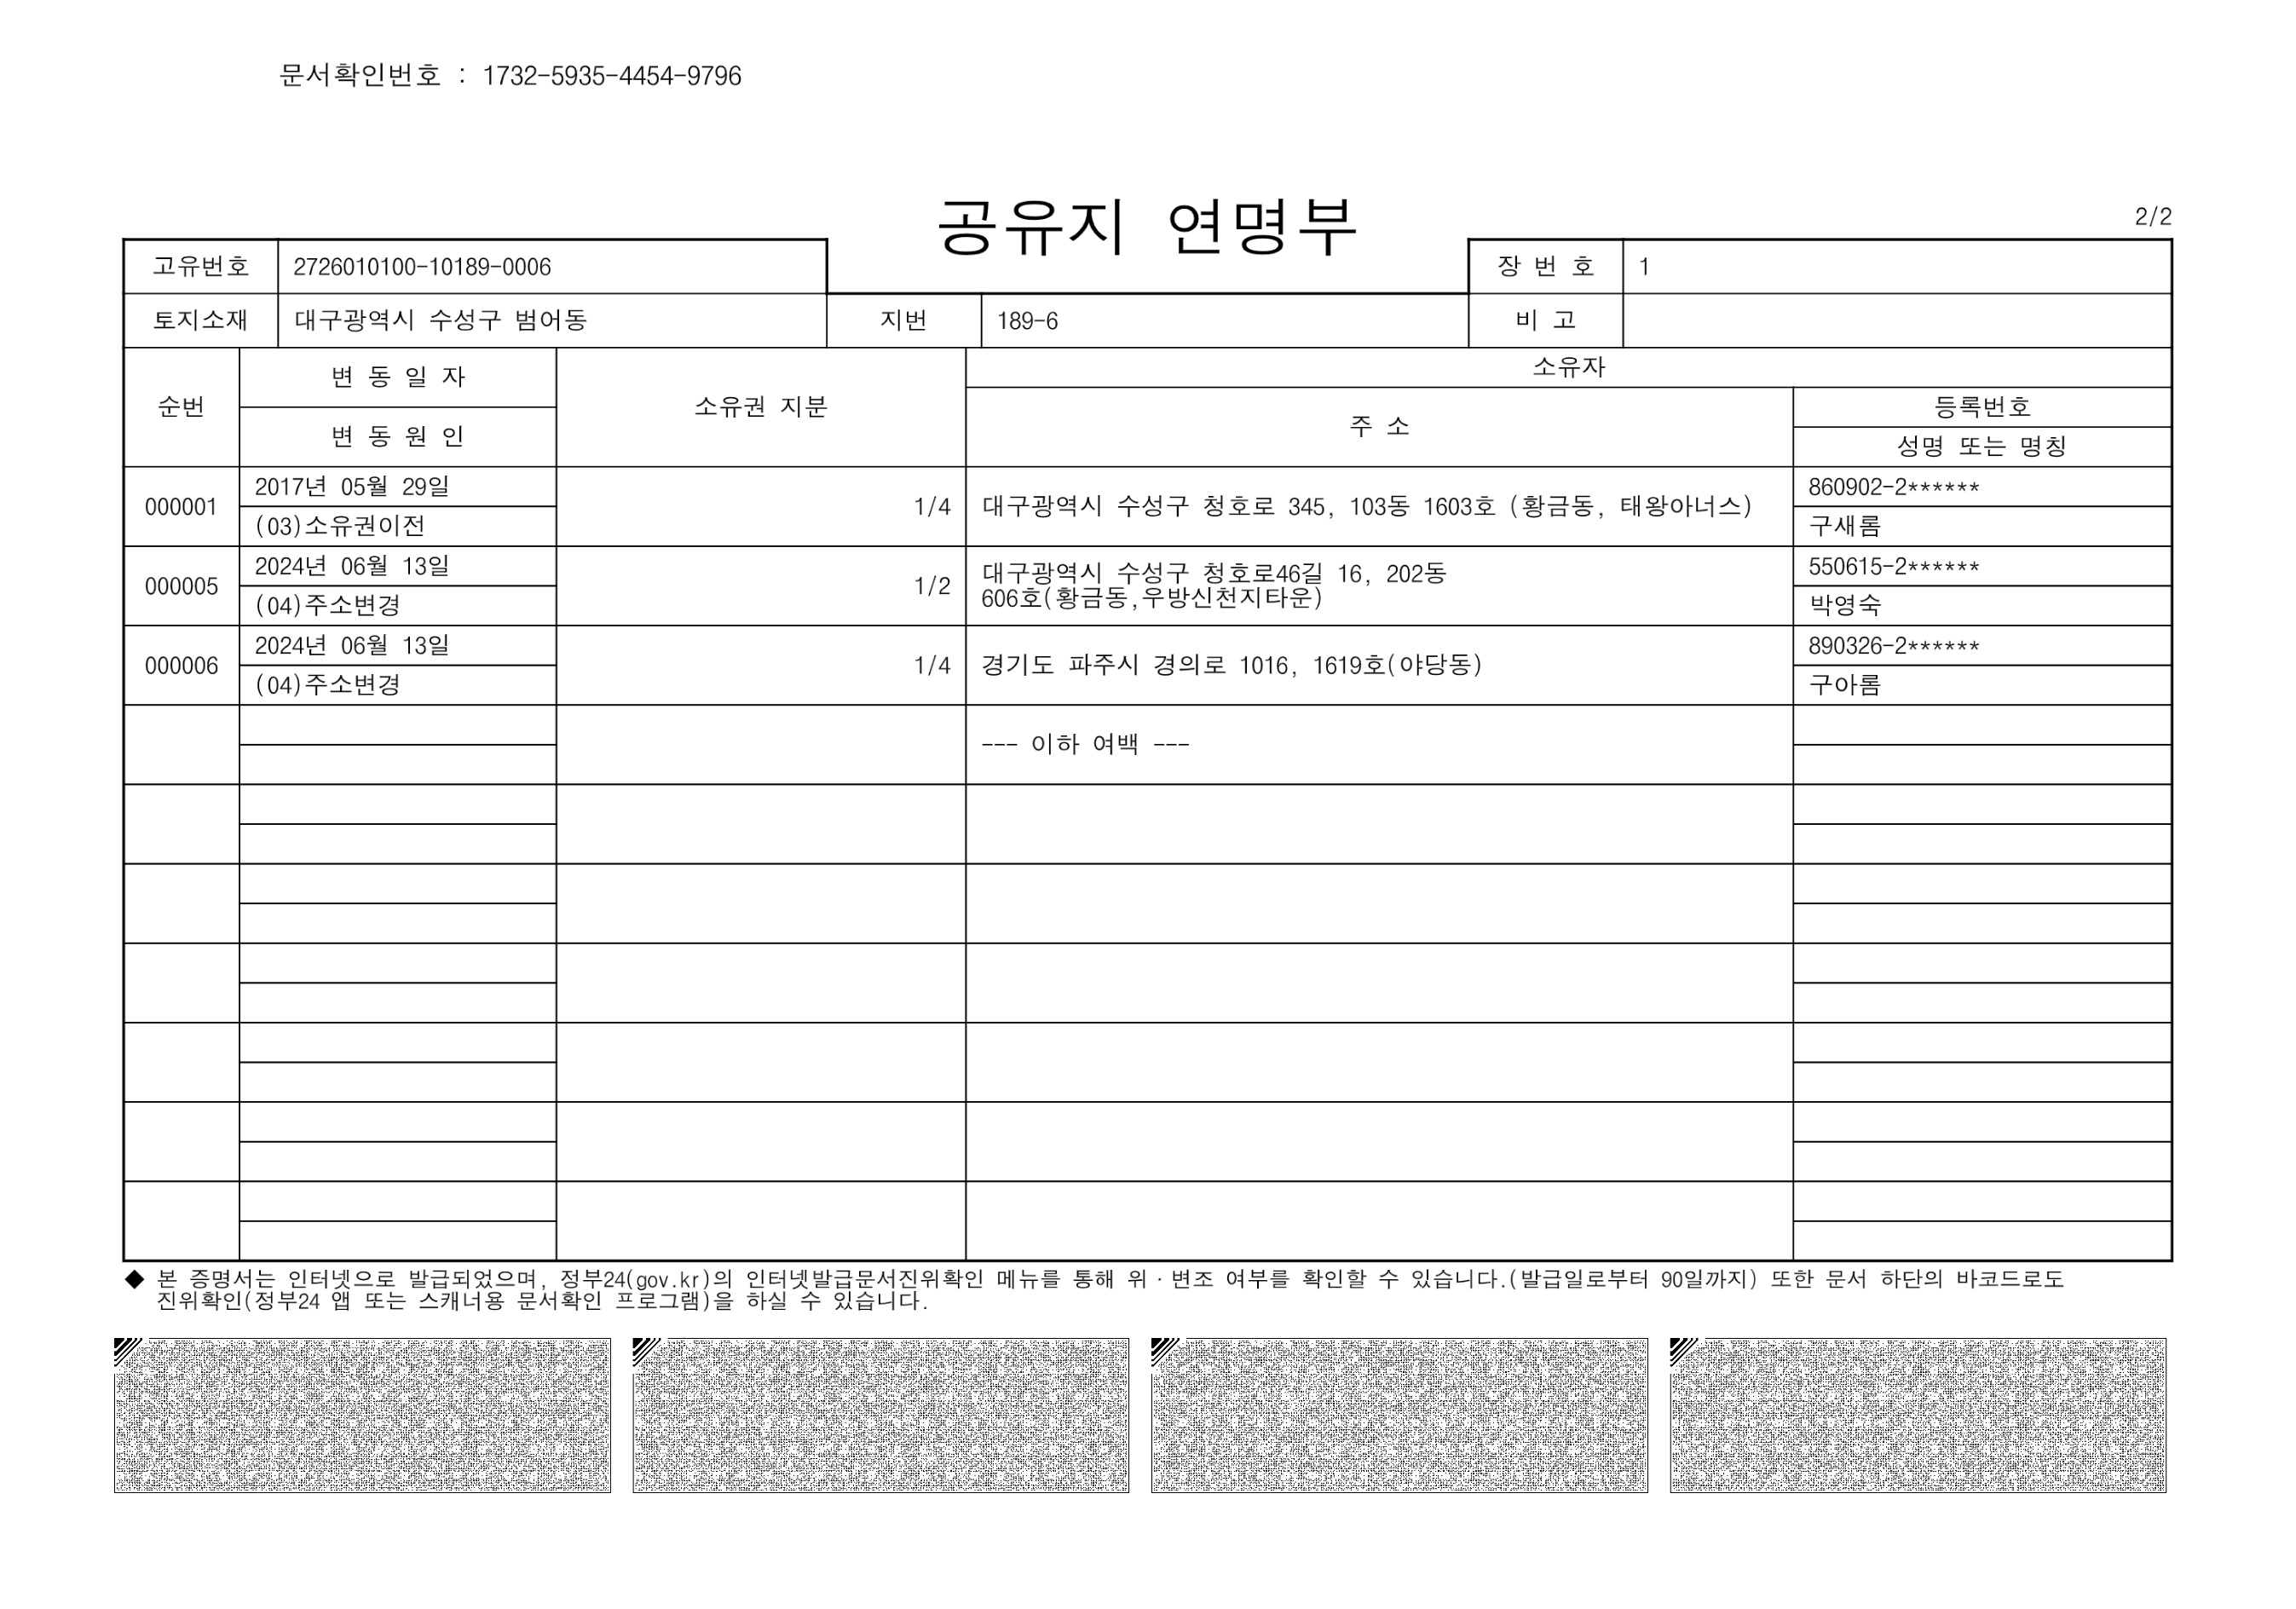 문서확인번호 : 1732-5935-4454-9796
공유지 연명부
2/2
고유번호 2726010100-10189-0006 장 번 호 1
토지소재 대구광역시 수성구 범어동 지번 189-6 비 고
순번 변 동 일 자 소유권 지분 소유자
변 동 원 인 주 소 등록번호
성명 또는 명칭
000001 2017년 05월 29일 1/4 대구광역시 수성구 청호로 345, 103동 1603호 (황금동, 태왕아너스) 860902-2******
(03)소유권이전 구새롬
000005 2024년 06월 13일 1/2 대구광역시 수성구 청호로46길 16, 202동 550615-2******
606호(황금동,우방신천지타운)
(04)주소변경 박영숙
000006 2024년 06월 13일 1/4 경기도 파주시 경의로 1016, 1619호(야당동) 890326-2******
(04)주소변경 구아롬
--- 이하 여백 ---
◆ 본 증명서는 인터넷으로 발급되었으며, 정부24(gov.kr)의 인터넷발급문서진위확인 메뉴를 통해 위·변조 여부를 확인할 수 있습니다.(발급일로부터 90일까지) 또한 문서 하단의 바코드로도
진위확인(정부24 앱 또는 스캐너용 문서확인 프로그램)을 하실 수 있습니다.